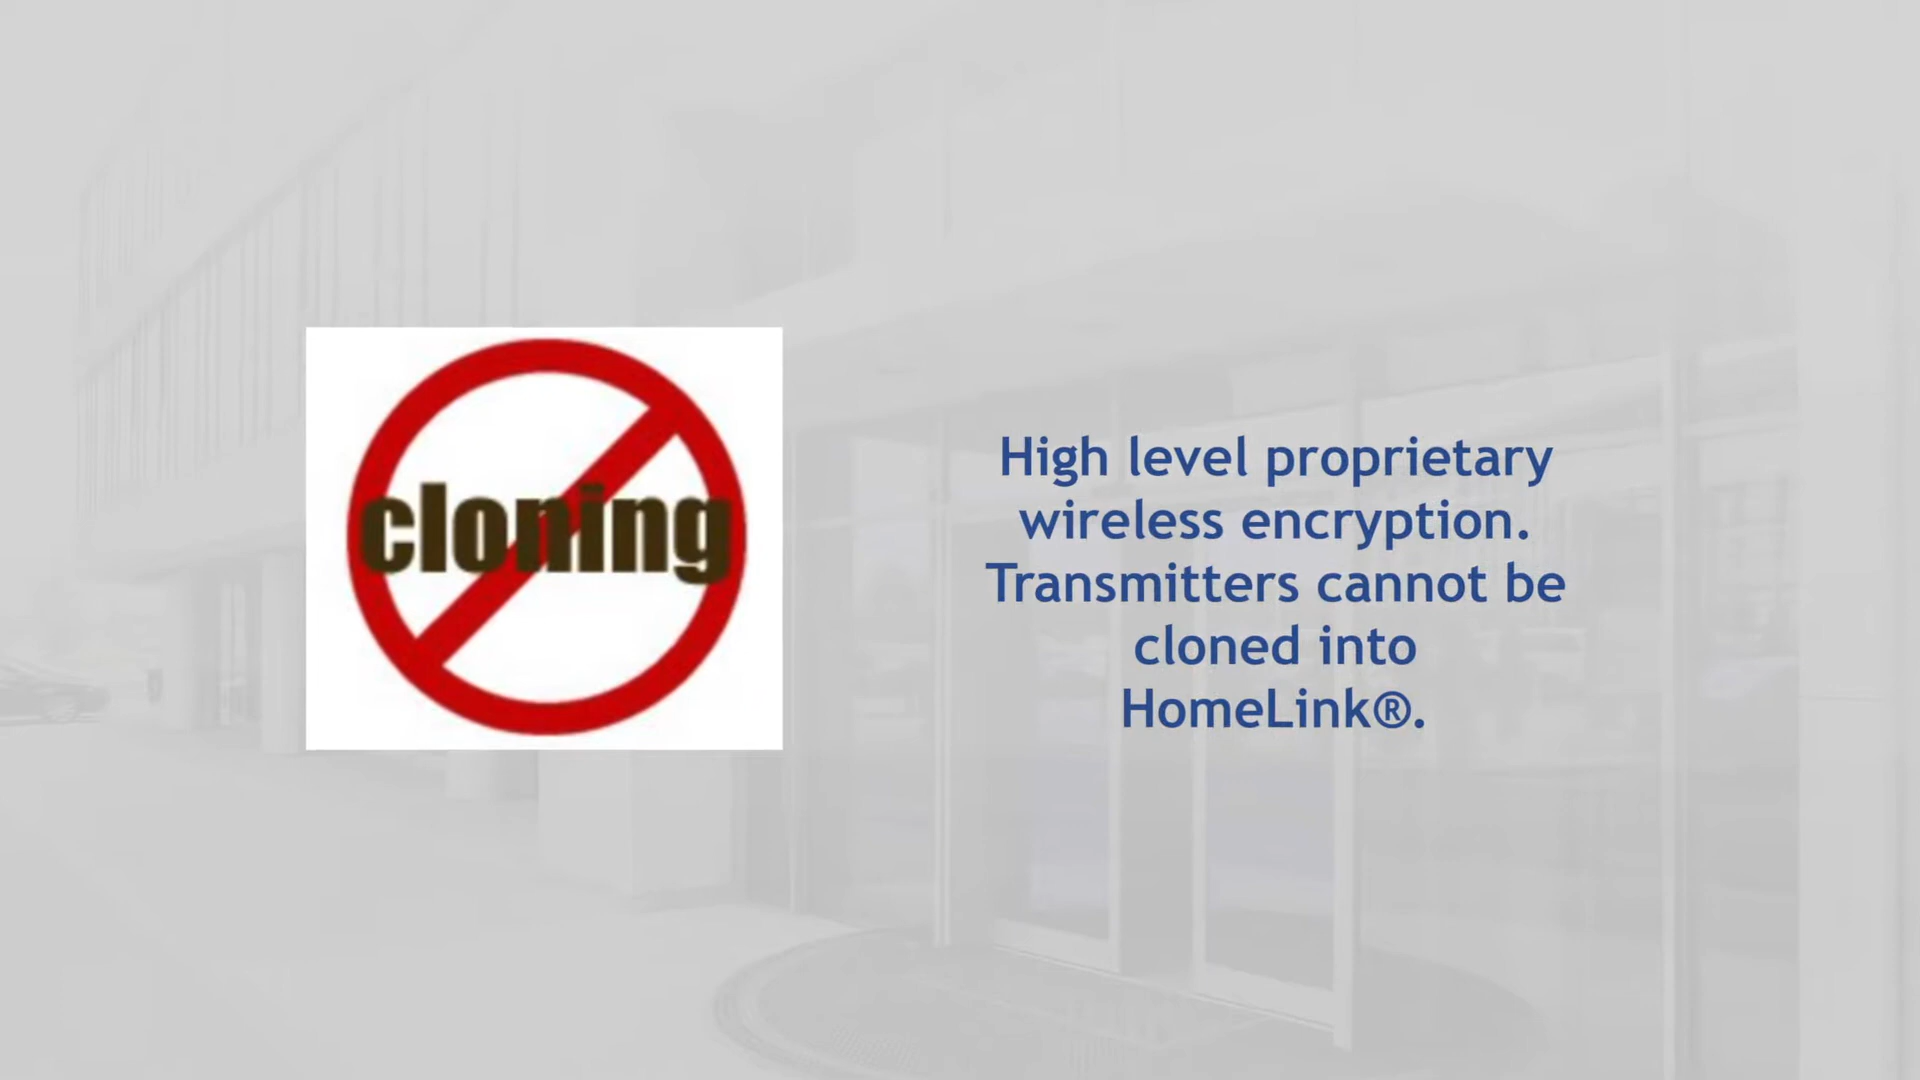 cloning
High level proprietary
wireless encryption.
Transmitters cannot be
cloned into
HomeLink®.